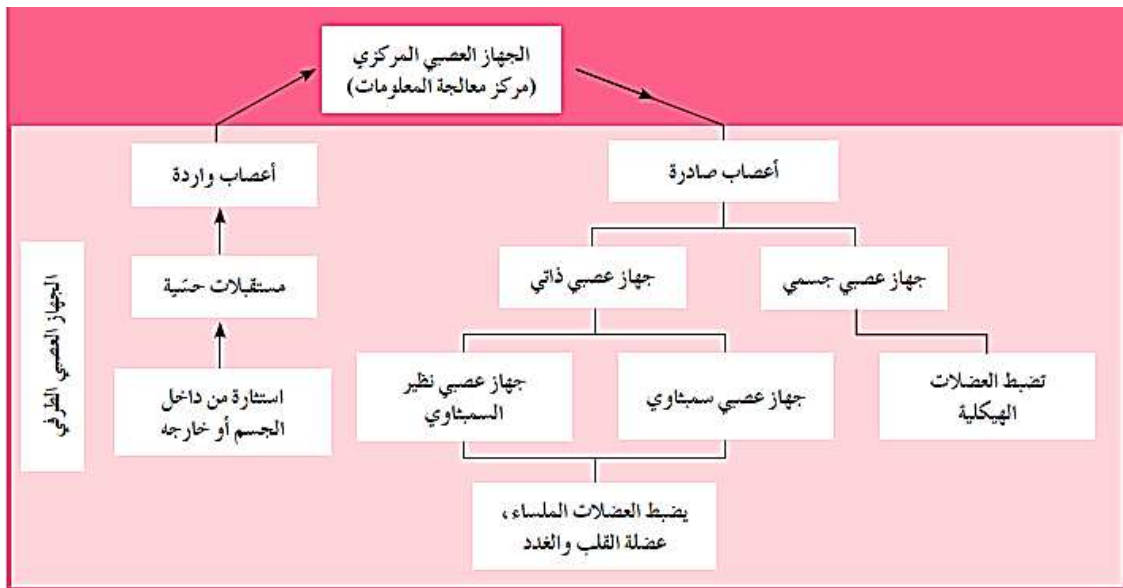 الجهاز العصبي المركزي
(مركز معالجة المعلومات)
أعصاب صادرة
أعصاب واردة
جهاز عصبي جسمي
جهاز عصبي ذاتي
مستقبلات حسّية
تضبط العضلات
الهيكلية
جهاز عصبي سمبثاوي
جهاز عصبي نظير
السمبثاوي
استثارة من داخل
الجسم أو خارجه
يضبط العضلات الملساء،
عضلة القلب والغدد
الجهاز العصبي الطرفي